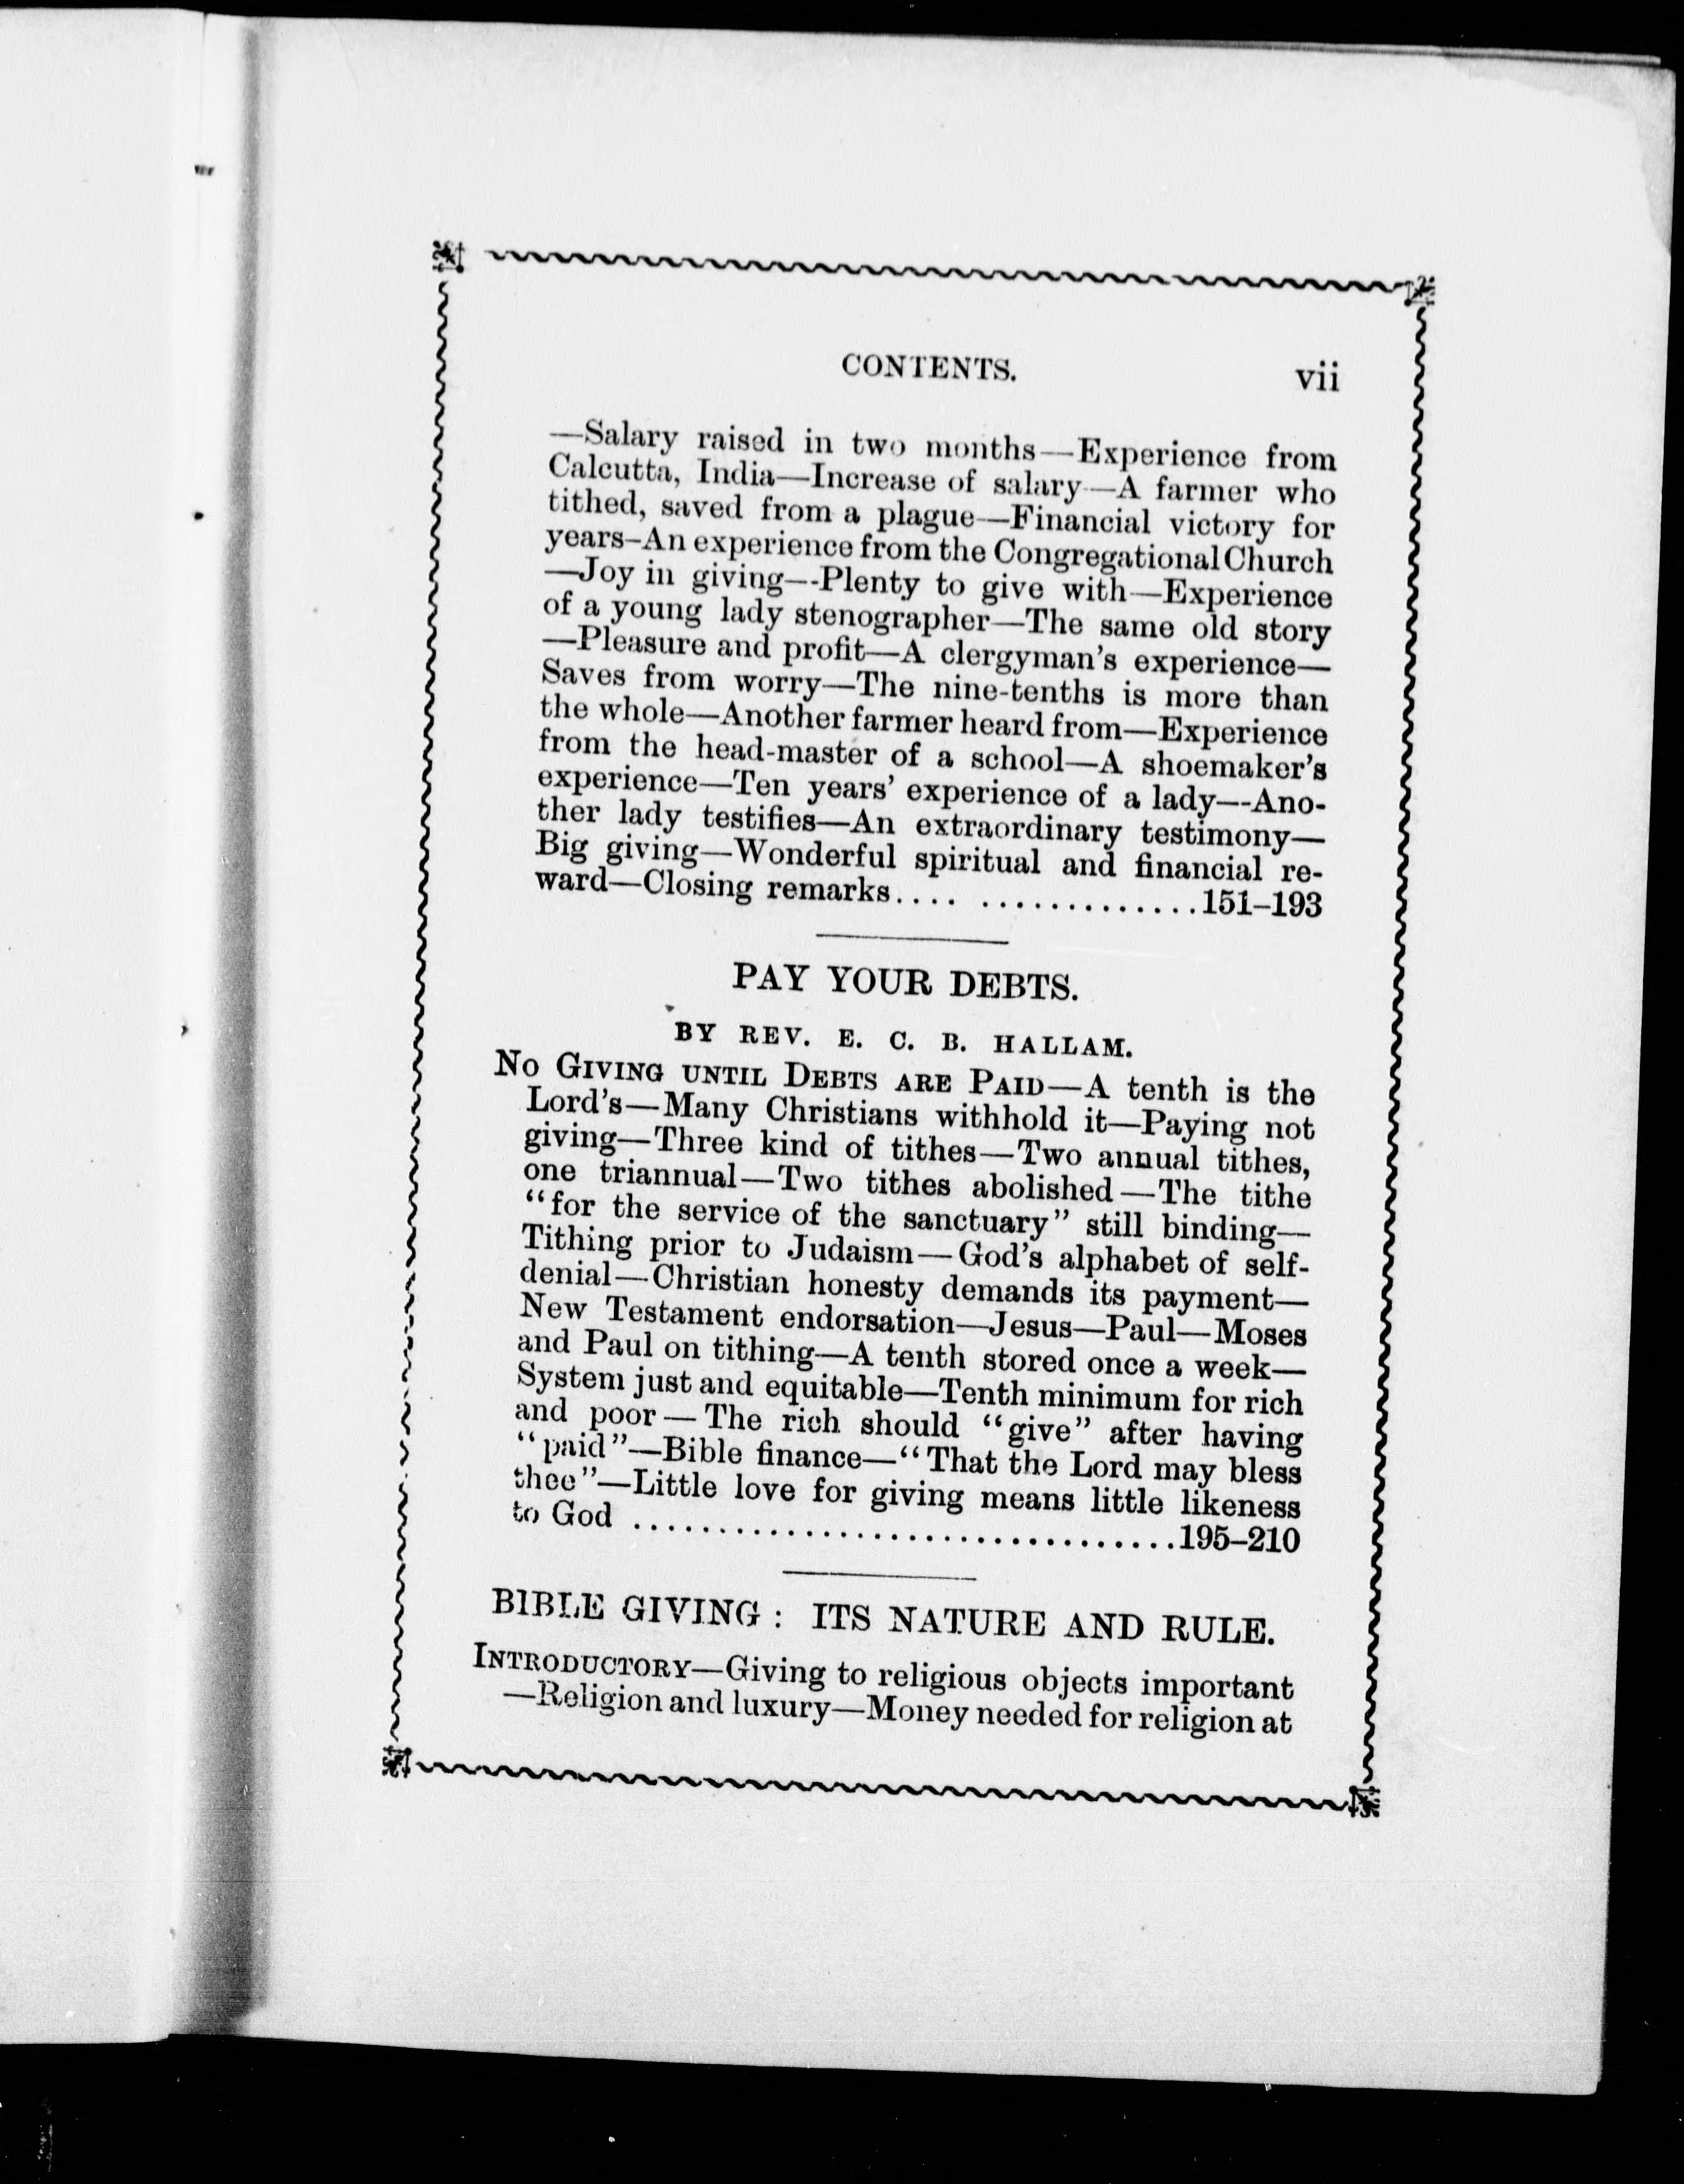 CONTENTS. vii
—Salary raised in two months—Experience from
Calcutta, India—Increase of salary—A farmer who
tithed, saved from a plague—Financial victory for
years–An experience from the Congregational Church
—Joy in giving—-Plenty to give with—Experience
of a young lady stenographer—The same old story
—Pleasure and profit—A clergyman's experience—
Saves from worry—The nine-tenths is more than
the whole—Another farmer heard from—Experience
from the head-master of a school—A shoemaker's
experience—Ten years' experience of a lady—-Ano-
ther lady testifies—An extraordinary testimony—
Big giving—Wonderful spiritual and financial re-
ward—Closing remarks.... .............151–193
PAY YOUR DEBTS.
BY REV. E. C. B. HALLAM.
NO GIVING UNTIL DEBTS ARE PAID—A tenth is the
Lord's—Many Christians withhold it—Paying not
giving—Three kind of tithes—Two annual tithes,
one triannual—Two tithes abolished—The tithe
“for the service of the sanctuary” still binding—
Tithing prior to Judaism—God's alphabet of self-
denial—Christian honesty demands its payment—
New Testament endorsation—Jesus—Paul—Moses
and Paul on tithing—A tenth stored once a week—
System just and equitable—Tenth minimum for rich
and poor—The rich should “give” after having
“paid”—Bible finance—“That the Lord may bless
thee”—Little love for giving means little likeness
to God ................................195–210
BIBLE GIVING: ITS NATURE AND RULE.
INTRODUCTORY—Giving to religious objects important
—Religion and luxury—Money needed for religion at